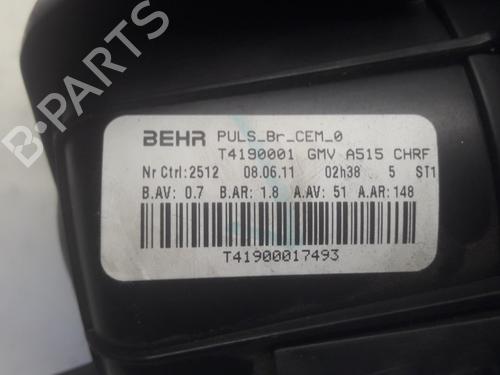 B-PARTS
BEHR PULS_Br_CEM_0
T4190001 GMV A515 CHRF
Nr Ctrl:2512 08.06.11 02h38 5 ST1
B.AV: 0.7 B.AR: 1.8 A.AV: 51 A.AR: 148
T41900017493